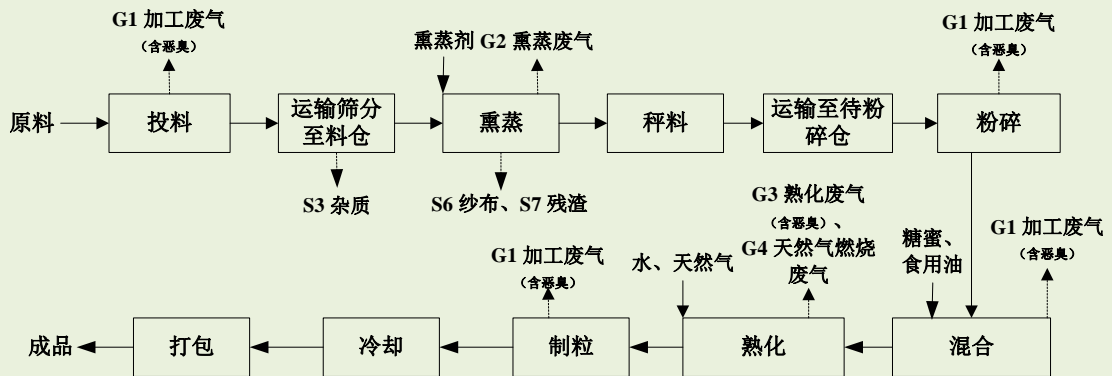 G1 加工废气
（含恶臭）
熏蒸剂 G2 熏蒸废气
G1 加工废气
（含恶臭）
原料
投料
运输筛分
至料仓
熏蒸
秤料
运输至待粉
碎仓
粉碎
S3 杂质
S6 纱布、S7 残渣
G3 熟化废气
（含恶臭）、
G4 天然气燃烧
废气
水、天然气
G1 加工废气
（含恶臭）
糖蜜、
食用油
G1 加工废气
（含恶臭）
成品
打包
冷却
制粒
熟化
混合